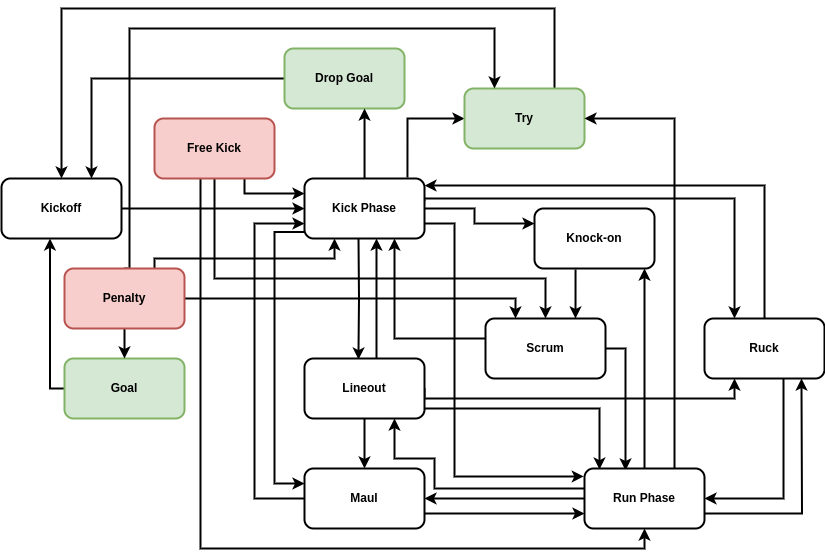 Drop Goal
Try
Free Kick
Kickoff
Kick Phase
Knock-on
Penalty
Scrum
Ruck
Goal
Lineout
Maul
Run Phase